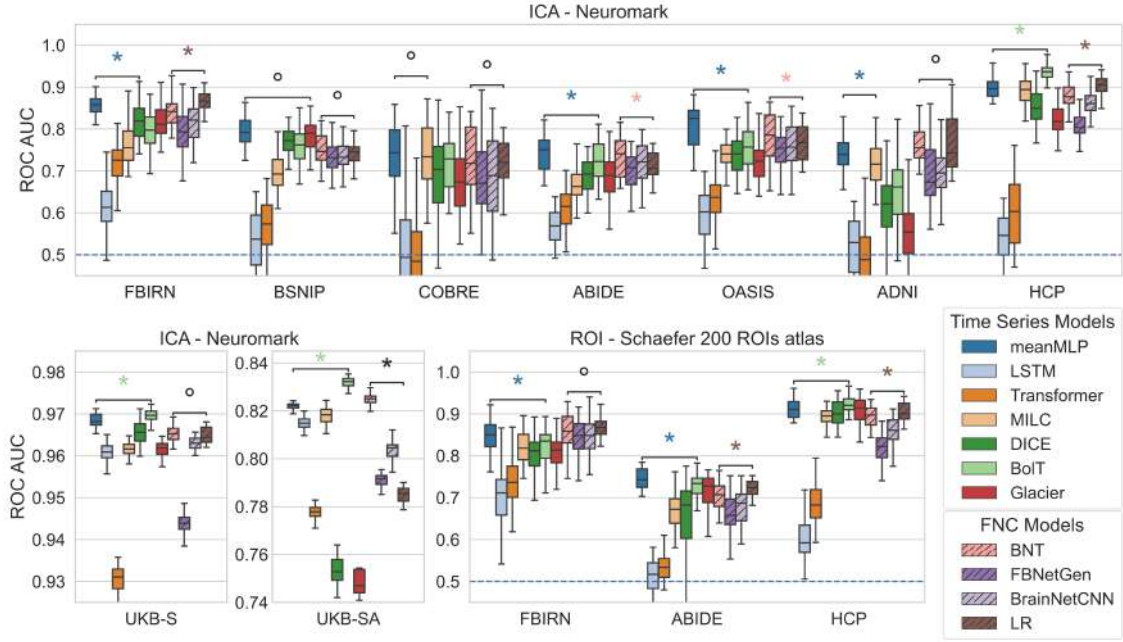 ICA - Neuromark
ROC AUC
1.0
0.9
0.8
0.7
0.6
0.5
FBIRN
BSNIP
COBRE
ABIDE
OASIS
ADNI
HCP
ICA - Neuromark
ROC AUC
0.98
0.97
0.96
0.95
0.94
0.93
UKB-S
0.84
0.82
0.80
0.78
0.76
0.74
UKB-SA
ROI - Schaefer 200 ROIs atlas
1.0
0.9
0.8
0.7
0.6
0.5
FBIRN
ABIDE
HCP
Time Series Models
meanMLP
LSTM
Transformer
MILC
DICE
BolT
Glacier
FNC Models
BNT
FBNetGen
BrainNetCNN
LR